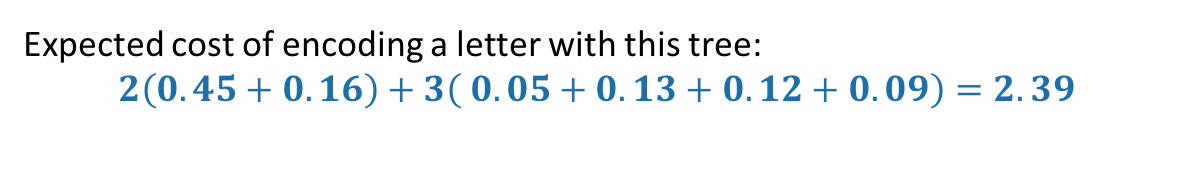 Expected cost of encoding a letter with this tree:
2(0.45 + 0.16) + 3( 0.05 + 0.13 + 0.12 + 0.09) = 2.39